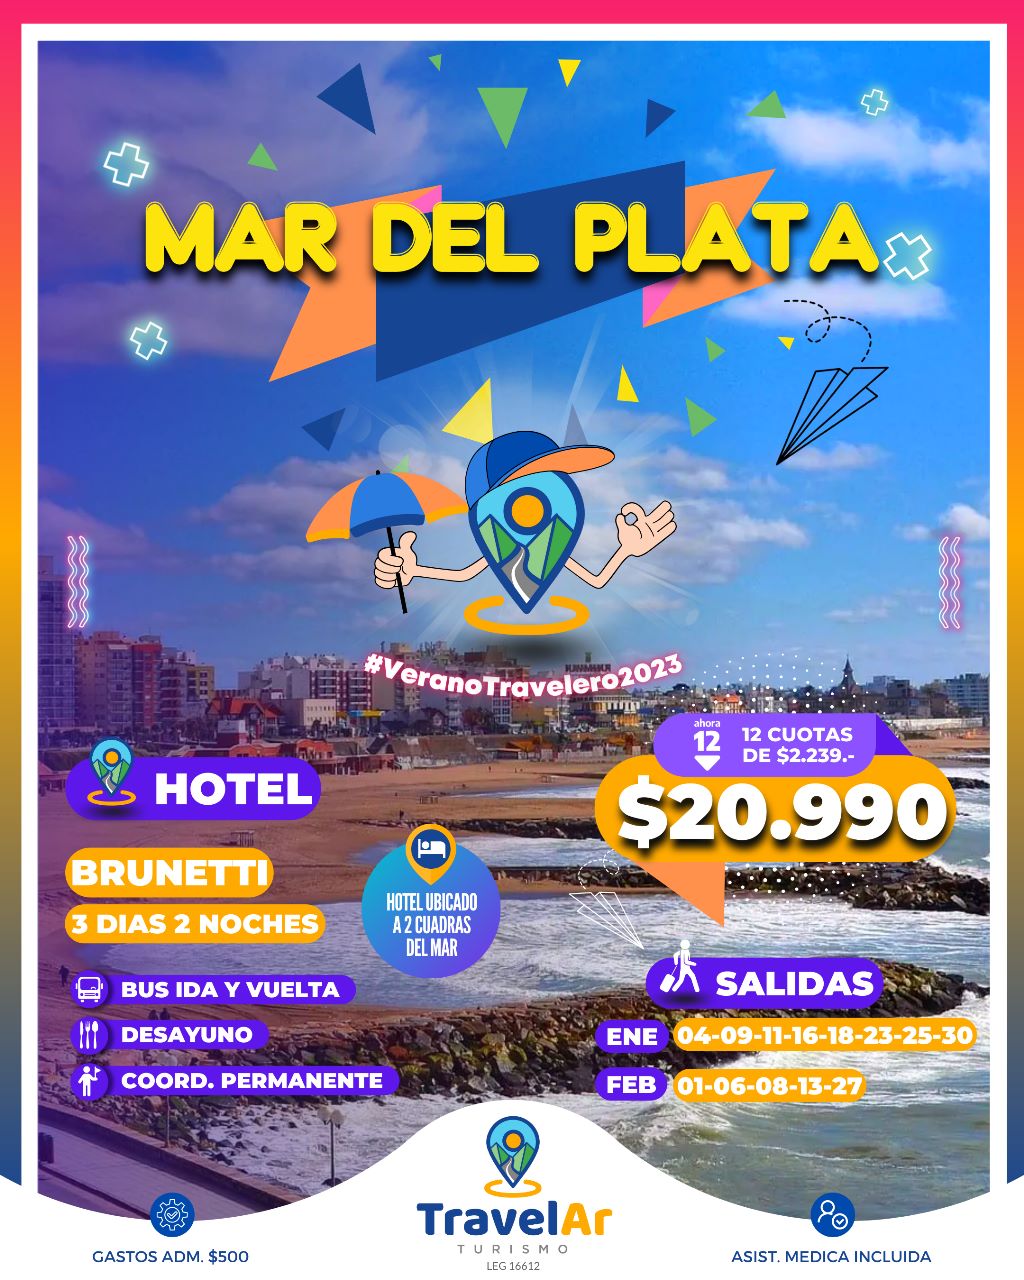 MAR DEL PLATA
#VeranoTravelero2023
ahora
12
12 CUOTAS
DE $2.239.-
$20.990
HOTEL
BRUNETTI
3 DIAS 2 NOCHES
HOTEL UBICADO
A 2 CUADRAS
DEL MAR
BUS IDA Y VUELTA
DESAYUNO
COORD. PERMANENTE
SALIDAS
ENE 04-09-11-16-18-23-25-30
FEB 01-06-08-13-27
GASTOS ADM. $500
TravelAr
TURISMO
LEG 16612
ASIST. MEDICA INCLUIDA